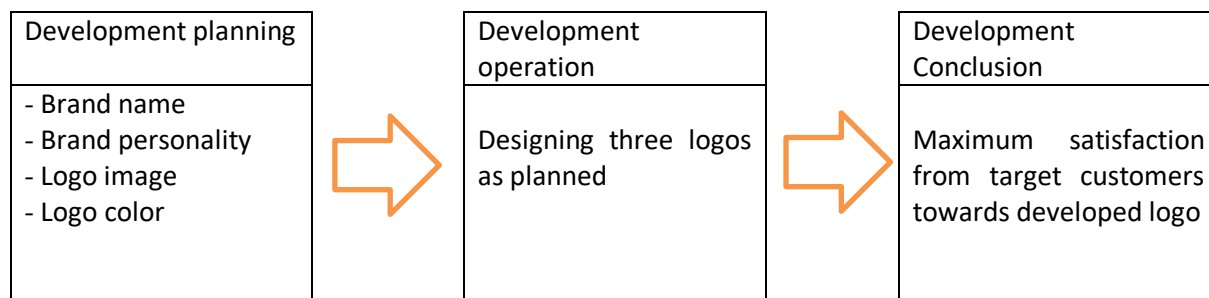 Development planning
- Brand name
- Brand personality
- Logo image
- Logo color
Development
operation
Designing three logos
as planned
Development
Conclusion
Maximum satisfaction
from target customers
towards developed logo